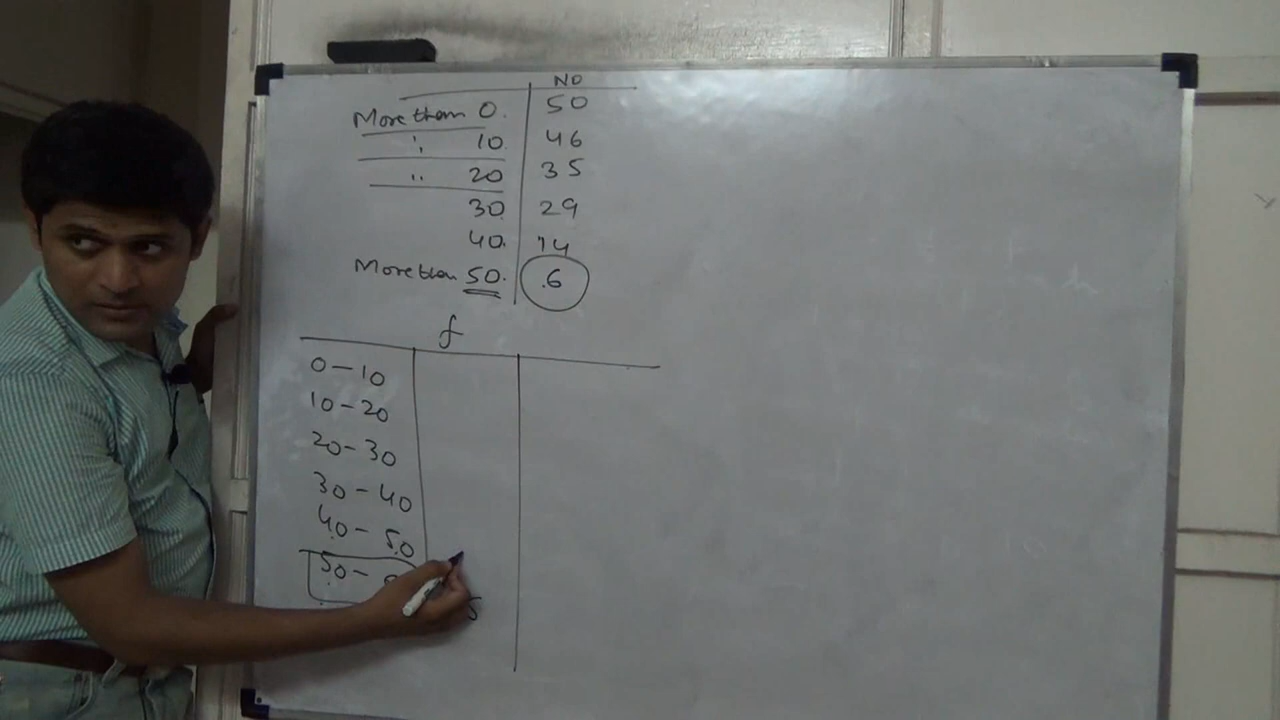 NO
More than 0. 50
" 10. 46
" 20 35
30. 29
40. 14
More than 50. .6
f
0 - 10
10 - 20
20 - 30
30 - 40
40 - 50
50 -